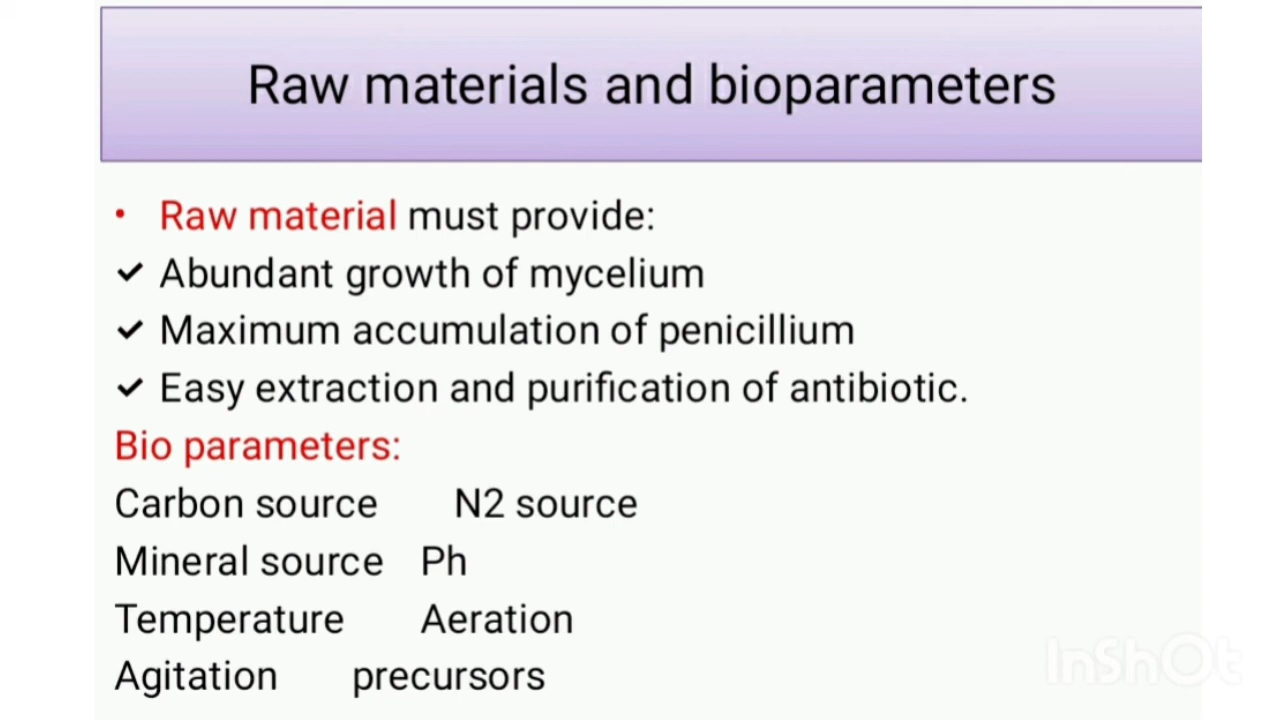 Raw materials and bioparameters
• Raw material must provide:
✔ Abundant growth of mycelium
✔ Maximum accumulation of penicillium
✔ Easy extraction and purification of antibiotic.
Bio parameters:
Carbon source N2 source
Mineral source Ph
Temperature Aeration
Agitation precursors
InShOt